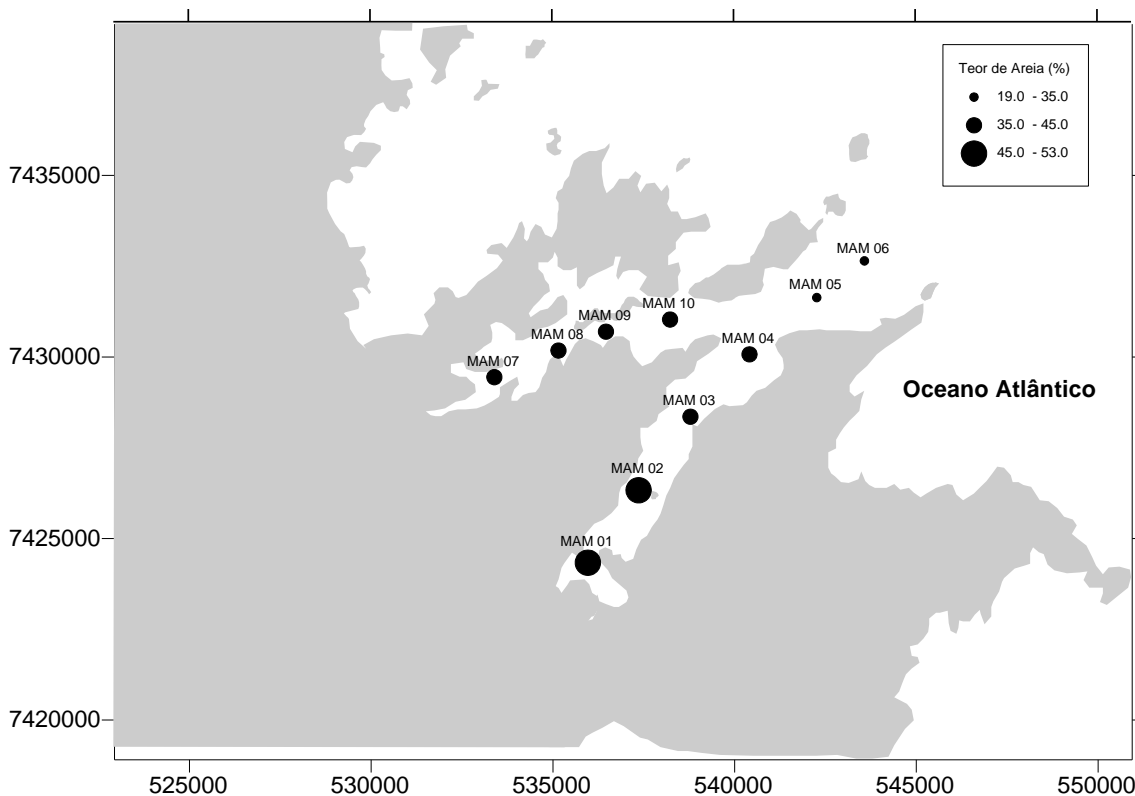 Teor de Areia (%)
19.0 - 35.0
35.0 - 45.0
45.0 - 53.0
7435000
MAM 06
MAM 05
MAM 10
MAM 09
MAM 08
MAM 04
7430000
MAM 07
Oceano Atlântico
MAM 03
MAM 02
7425000
MAM 01
7420000
525000 530000 535000 540000 545000 550000